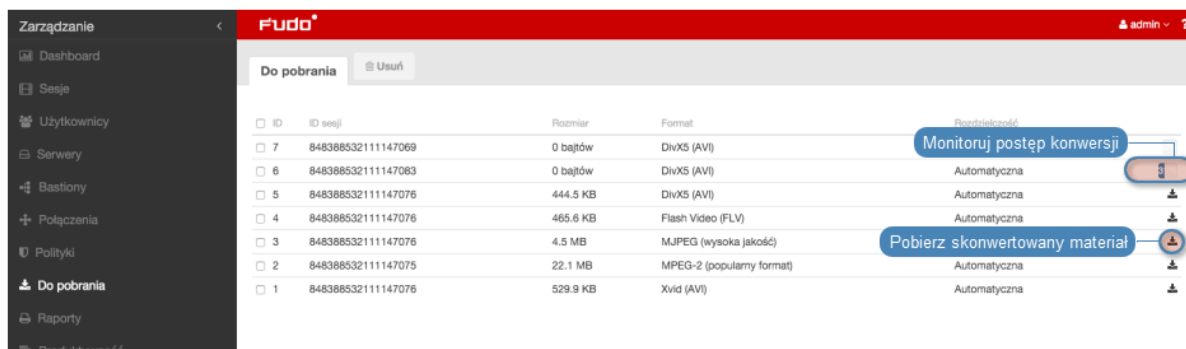 Zarządzanie
Fudo
admin
?
Dashboard
Sesje
Użytkownicy
Serwery
Bastiony
Połączenia
Polityki
Do pobrania
Raporty
Do pobrania
Usuń
ID ID sesji Rozmiar Format Rozdzielczość
Monitoruj postęp konwersji
7 848388532111147069 0 bajtów DivX5 (AVI)
6 848388532111147083 0 bajtów DivX5 (AVI) Automatyczna
5 848388532111147076 444.5 KB DivX5 (AVI) Automatyczna
4 848388532111147076 465.6 KB Flash Video (FLV) Automatyczna
3 848388532111147076 4.5 MB MJPEG (wysoka jakość)
Pobierz skonwertowany materiał
2 848388532111147075 22.1 MB MPEG-2 (popularny format) Automatyczna
1 848388532111147076 529.9 KB Xvid (AVI) Automatyczna